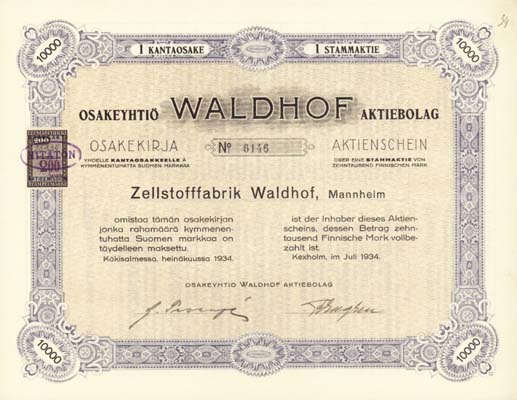 34
10000
1 KANTAOSAKE
1 STAMMAKTIE
10000
OSAKEYHTIÖ WALDHOF AKTIEBOLAG
OSAKEKIRJA
YHDELLE KANTAOSAKKEELLE À
KYMMENENTUHATTA SUOMEN MARKKAA
No 6146
AKTIENSCHEIN
ÜBER EINE STAMMAKTIE VON
ZEHNTAUSEND FINNISCHEN MARK
200
MITÄTÖN
200
Zellstofffabrik Waldhof, Mannheim
omistaa tämän osakekirjan
jonka rahamäärä kymmenen-
tuhatta Suomen markkaa on
täydelleen maksettu.
Käkisalmessa, heinäkuussa 1934.
ist der Inhaber dieses Aktien-
scheins, dessen Betrag zehn-
tausend Finnische Mark vollbe-
zahlt ist.
Kexholm, im Juli 1934.
OSAKEYHTIÖ WALDHOF AKTIEBOLAG
10000
10000